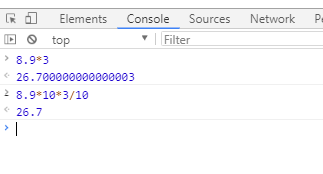 Elements Console Sources Network T
top Filter
> 8.9*3
< 26.700000000000003
≥ 8.9*10*3/10
< 26.7
>